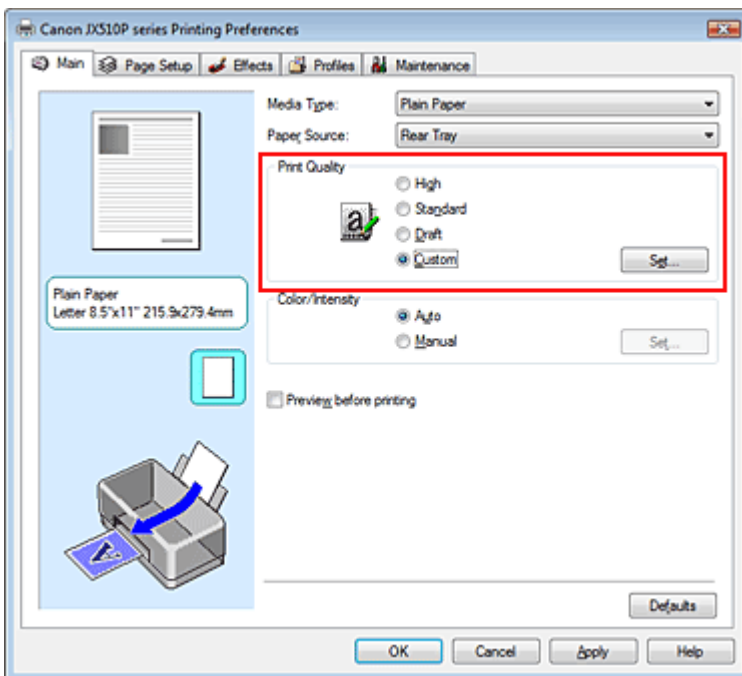 Canon JX510P series Printing Preferences
Main
Page Setup
Effects
Profiles
Maintenance
Media Type: Plain Paper
Paper Source: Rear Tray
Print Quality
High
Standard
Draft
Custom
Set...
a
Plain Paper
Letter 8.5"x11" 215.9x279.4mm
Color/Intensity
Auto
Manual
Set...
Preview before printing
A
Defaults
OK
Cancel
Apply
Help